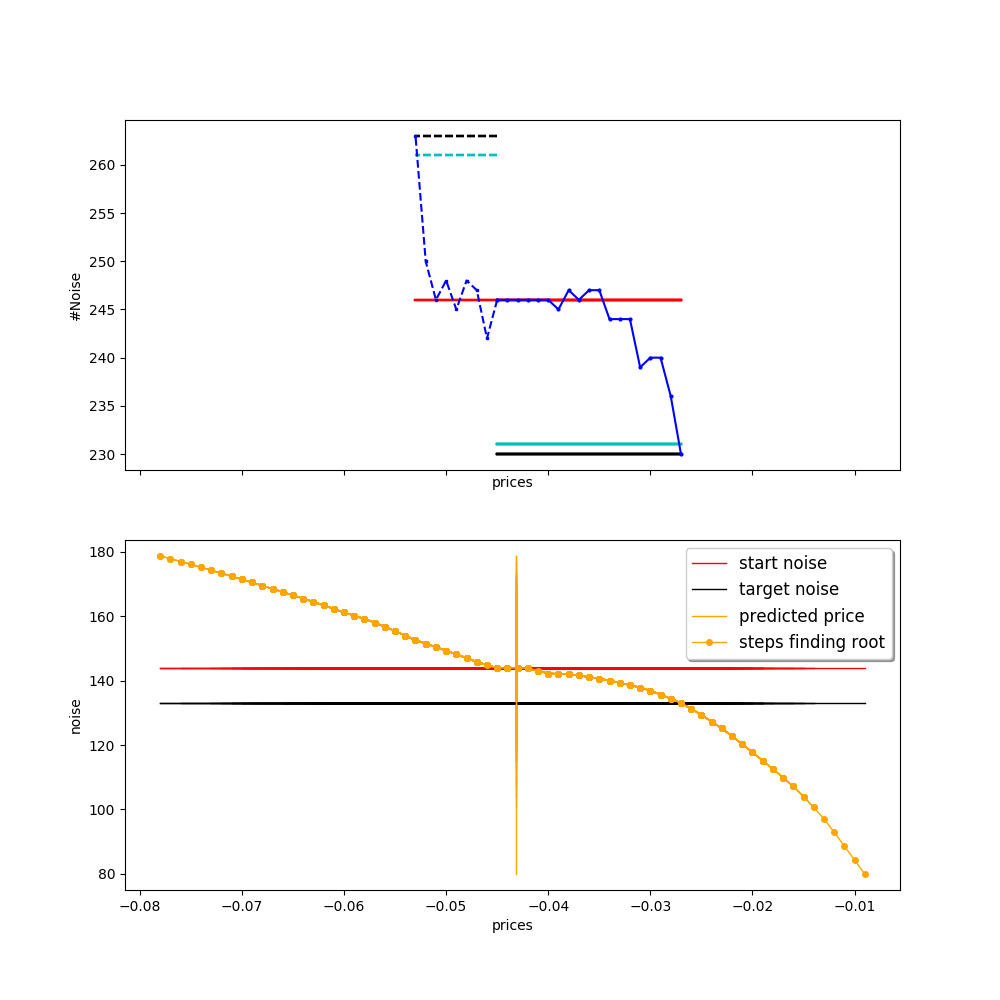 #Noise
260
255
250
245
240
235
230
prices
noise
180
160
140
120
100
80
start noise
target noise
predicted price
steps finding root
−0.08
−0.07
−0.06
−0.05
−0.04
−0.03
−0.02
−0.01
prices